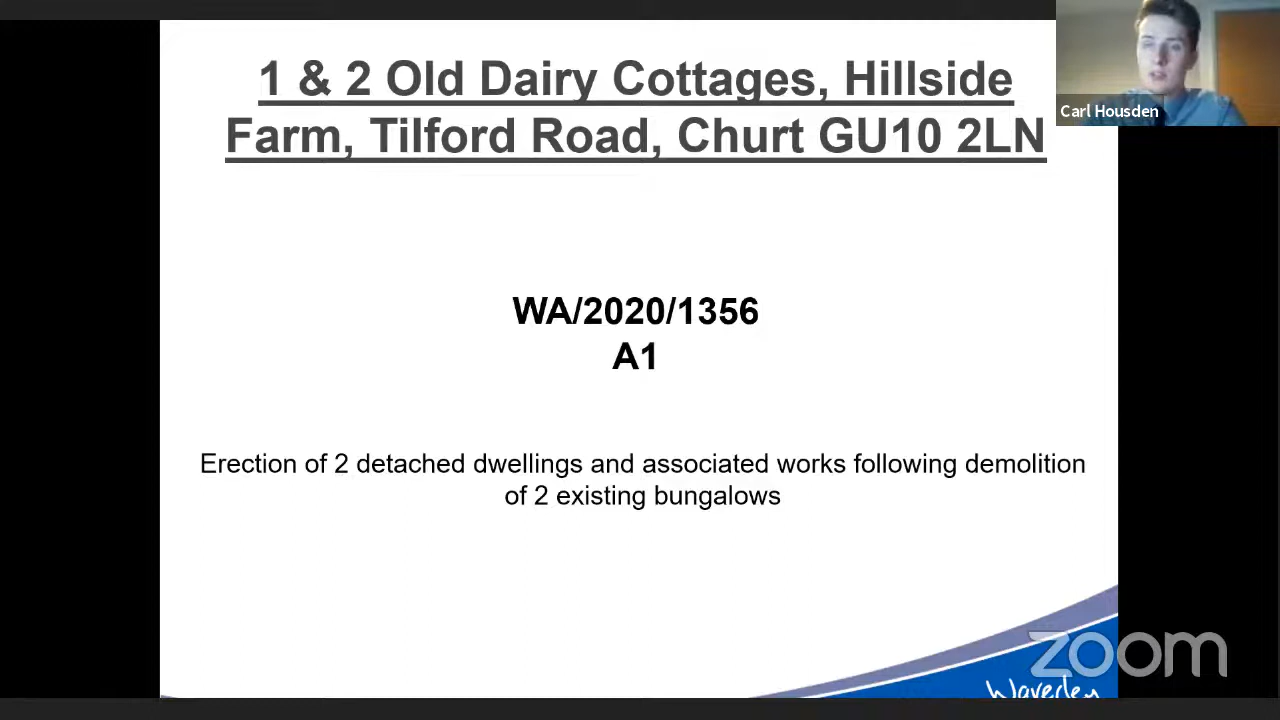 1 & 2 Old Dairy Cottages, Hillside
Farm, Tilford Road, Churt GU10 2LN
Carl Housden
WA/2020/1356
A1
Erection of 2 detached dwellings and associated works following demolition
of 2 existing bungalows
zoom
Waverley